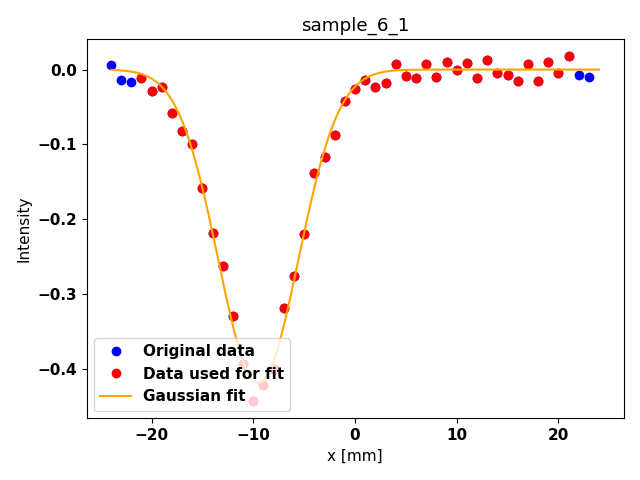 sample_6_1
0.0
−0.1
−0.2
−0.3
−0.4
Intensity
Original data
Data used for fit
Gaussian fit
−20 −10 0 10 20
x [mm]